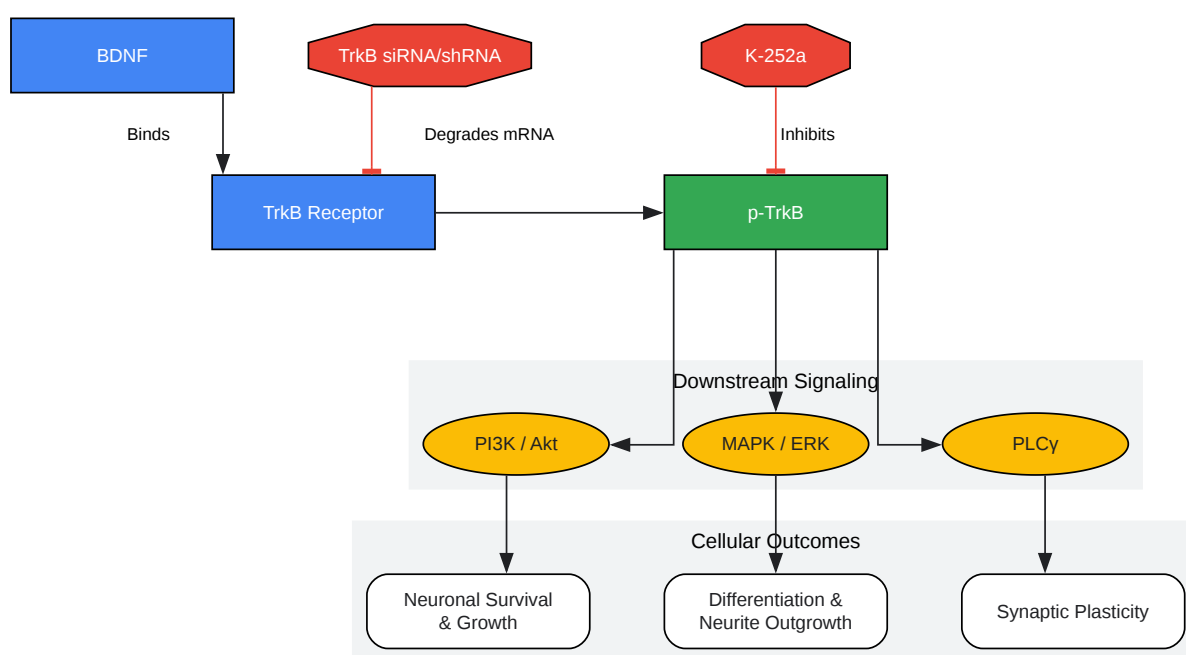 BDNF
TrkB siRNA/shRNA
K-252a
Binds
Degrades mRNA
Inhibits
TrkB Receptor
p-TrkB
Downstream Signaling
PI3K / Akt
MAPK / ERK
PLCγ
Cellular Outcomes
Neuronal Survival
& Growth
Differentiation &
Neurite Outgrowth
Synaptic Plasticity